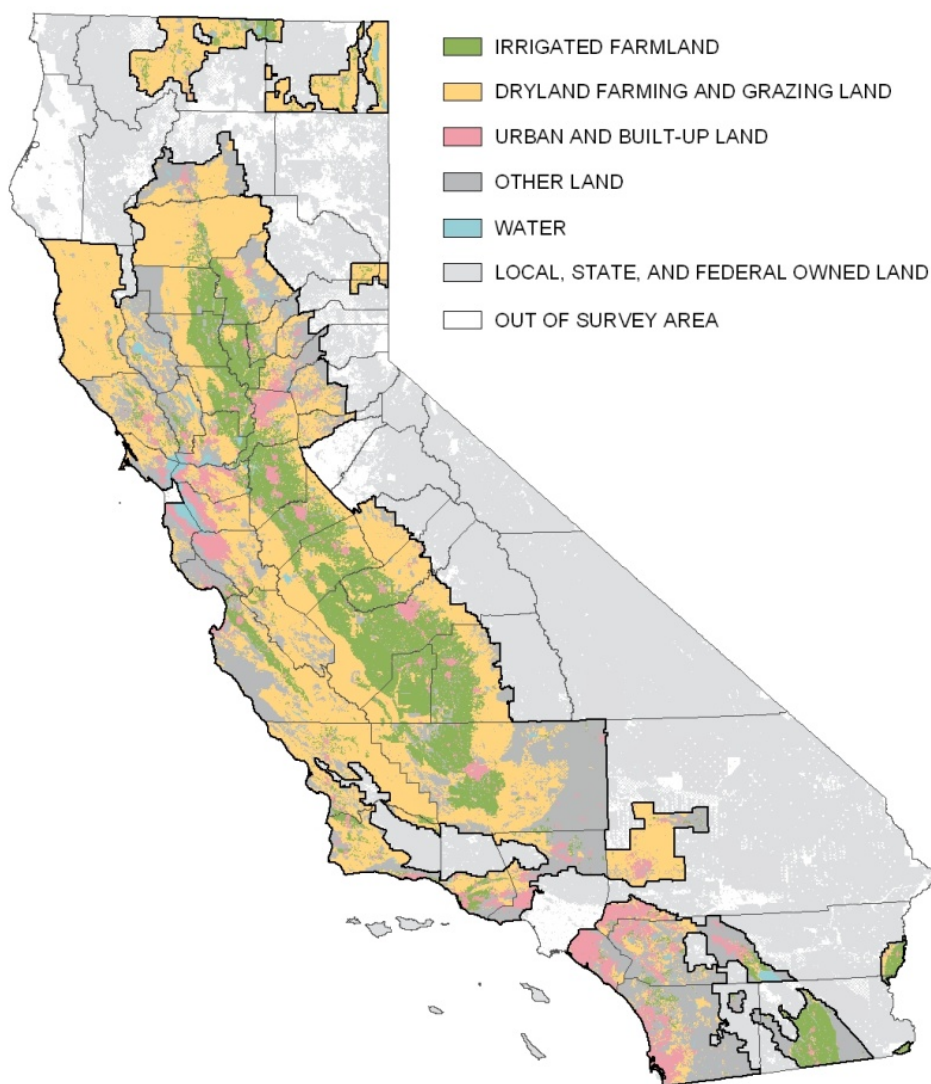 IRRIGATED FARMLAND
DRYLAND FARMING AND GRAZING LAND
URBAN AND BUILT-UP LAND
OTHER LAND
WATER
LOCAL, STATE, AND FEDERAL OWNED LAND
OUT OF SURVEY AREA